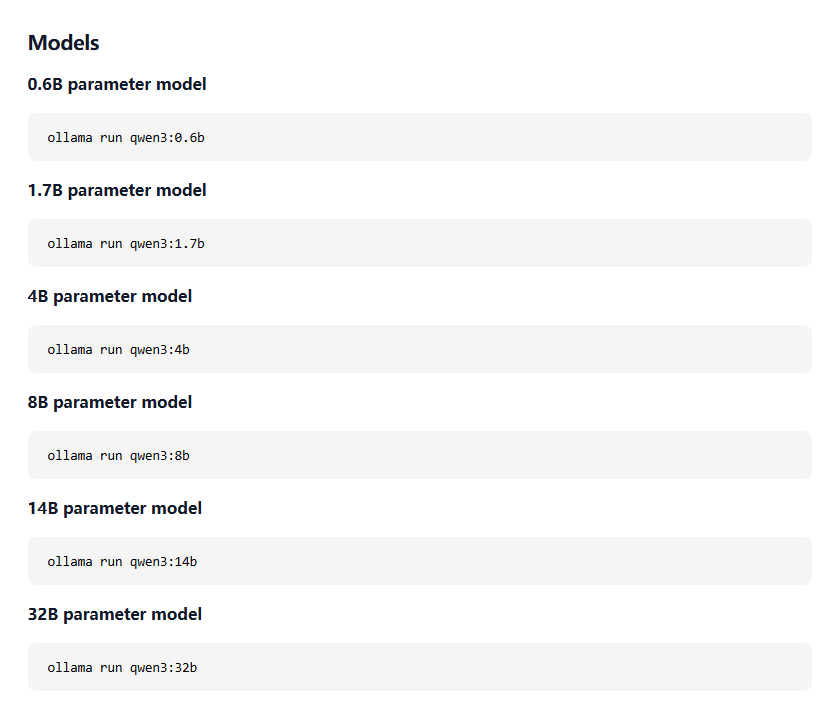 Models
0.6B parameter model
ollama run qwen3:0.6b
1.7B parameter model
ollama run qwen3:1.7b
4B parameter model
ollama run qwen3:4b
8B parameter model
ollama run qwen3:8b
14B parameter model
ollama run qwen3:14b
32B parameter model
ollama run qwen3:32b